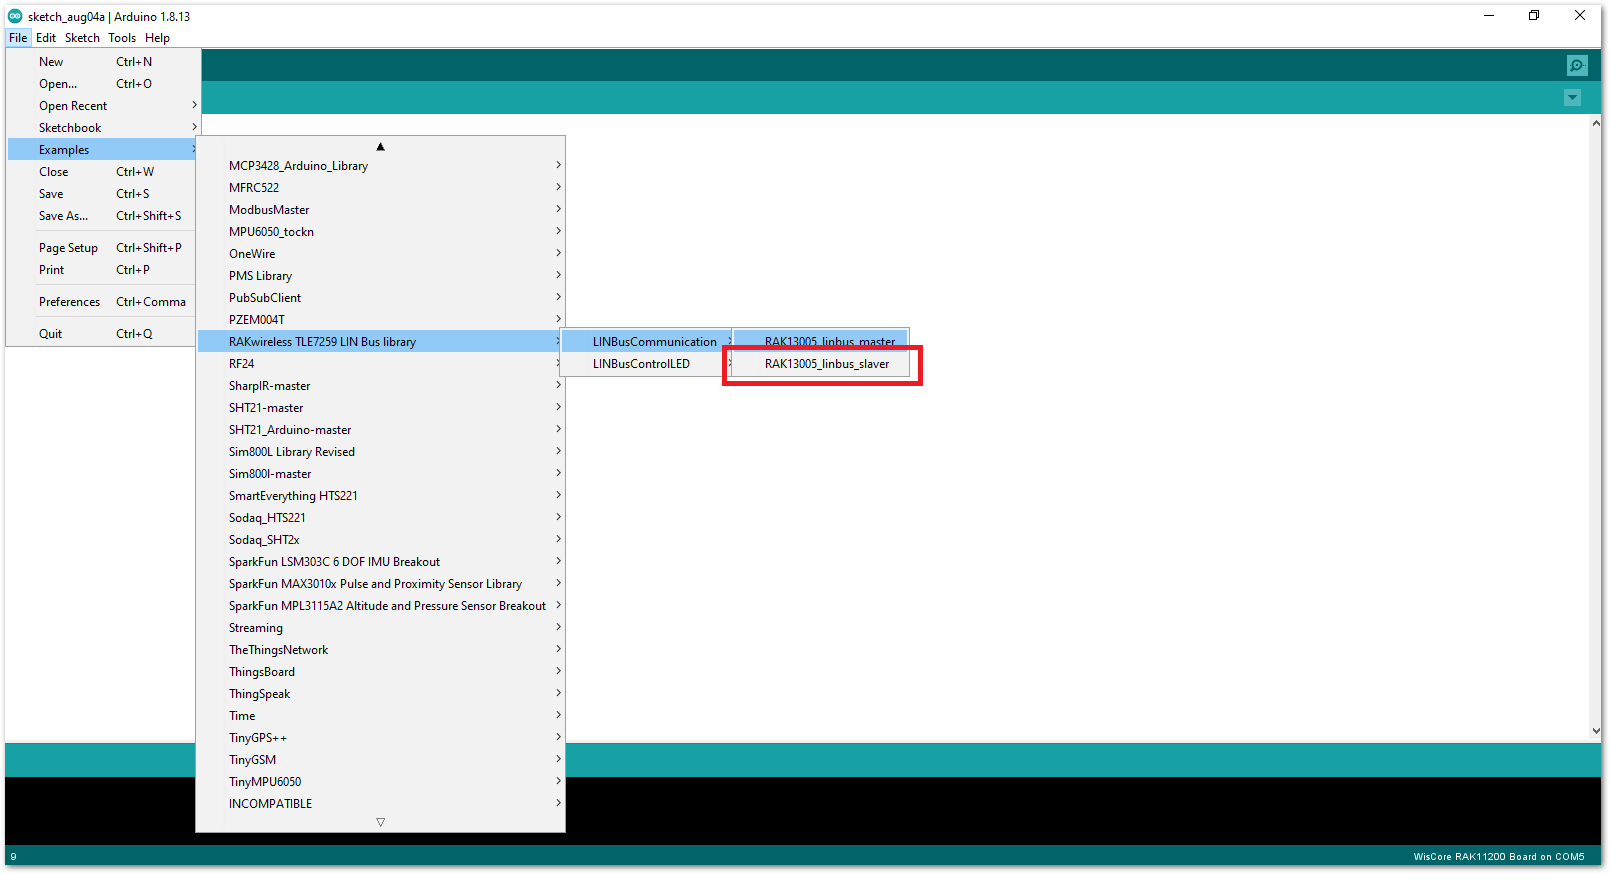 sketch_aug04a | Arduino 1.8.13
File Edit Sketch Tools Help
New Ctrl+N
Open... Ctrl+O
Open Recent
Sketchbook
Examples
Close Ctrl+W
Save Ctrl+S
Save As... Ctrl+Shift+S
Page Setup Ctrl+Shift+P
Print Ctrl+P
Preferences Ctrl+Comma
Quit Ctrl+Q
MCP3428_Arduino_Library
MFRC522
ModbusMaster
MPU6050_tockn
OneWire
PMS Library
PubSubClient
PZEM004T
RAKwireless TLE7259 LIN Bus library
RF24
SharpIR-master
SHT21-master
SHT21_Arduino-master
Sim800L Library Revised
Sim800l-master
SmartEverything HTS221
Sodaq_HTS221
Sodaq_SHT2x
SparkFun LSM303C 6 DOF IMU Breakout
SparkFun MAX3010x Pulse and Proximity Sensor Library
SparkFun MPL3115A2 Altitude and Pressure Sensor Breakout
Streaming
TheThingsNetwork
ThingsBoard
ThingSpeak
Time
TinyGPS++
TinyGSM
TinyMPU6050
INCOMPATIBLE
LINBusCommunication
LINBusControlLED
RAK13005_linbus_master
RAK13005_linbus_slaver
9
WisCore RAK11200 Board on COM5